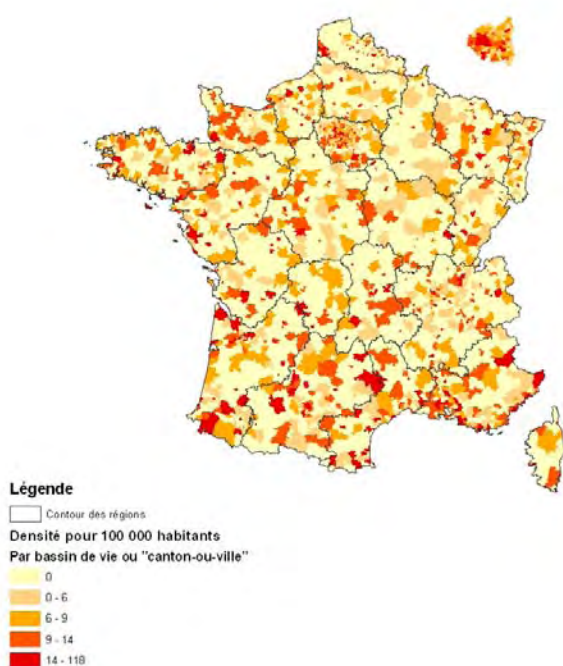 Légende
Contour des régions
Densité pour 100 000 habitants
Par bassin de vie ou "canton-ou-ville"
0
0 - 6
6 - 9
9 - 14
14 - 118